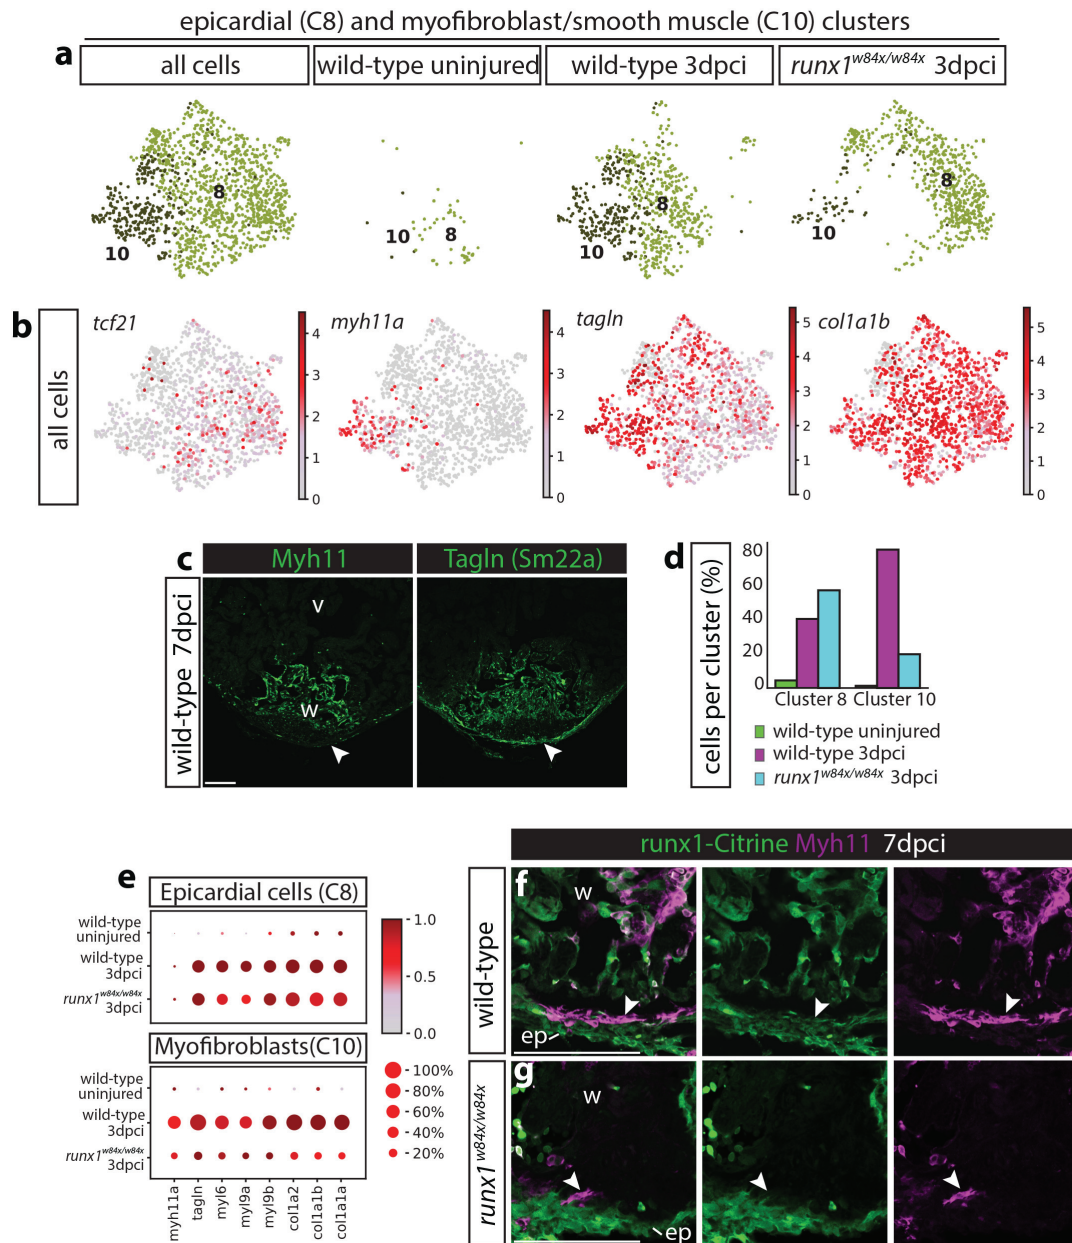 epicardial (C8) and myofibroblast/smooth muscle (C10) clusters
a
all cells
wild-type uninjured
wild-type 3dpci
runx1w84x/w84x 3dpci
8
10
10
8
8
10
8
10
b
all cells
tcf21
4
3
2
1
0
myh11a
4
3
2
1
0
tagln
5
4
3
2
1
0
col1a1b
5
4
3
2
1
0
c
Myh11
Tagln (Sm22a)
wild-type 7dpci
v
w
d
cells per cluster (%)
80
60
40
20
0
Cluster 8 Cluster 10
wild-type uninjured
wild-type 3dpci
runx1w84x/w84x 3dpci
e
Epicardial cells (C8)
wild-type
uninjured
wild-type
3dpci
runx1w84x/w84x
3dpci
1.0
0.5
0.0
Myofibroblasts(C10)
wild-type
uninjured
wild-type
3dpci
runx1w84x/w84x
3dpci
100%
80%
60%
40%
20%
myh11a
tagln
myl6
myl9a
myl9b
col1a2
col1a1b
col1a1a
runx1-Citrine Myh11 7dpci
wild-type
f
w
ep
runx1w84x/w84x
g
w
ep